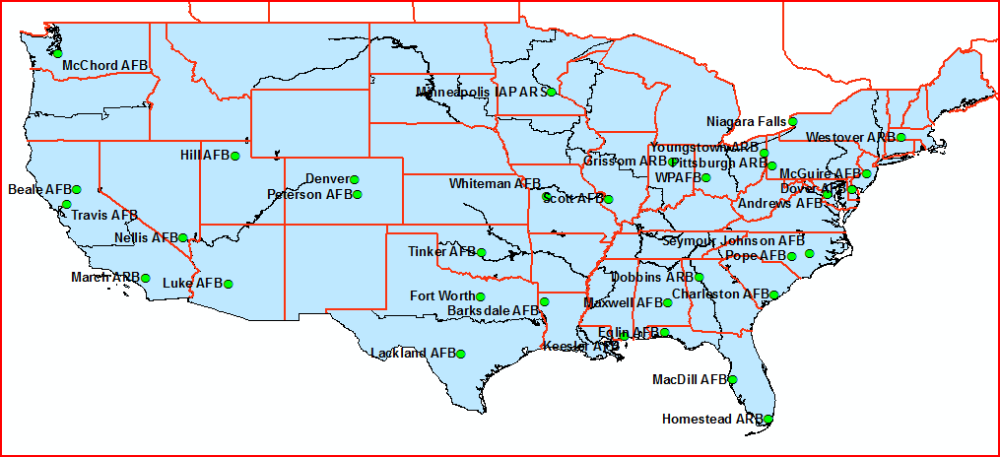 McChord AFB
Minneapolis IAP ARS
Niagara Falls
Westover ARB
Youngstown ARB
Hill AFB
Grissom ARB
Pittsburgh ARB
McGuire AFB
Denver
WPAFB
Whiteman AFB
Beale AFB
Dover AFB
Peterson AFB
Scott AFB
Andrews AFB
Travis AFB
Nellis AFB
Seymour Johnson AFB
Tinker AFB
Pope AFB
March ARB
Luke AFB
Dobbins ARB
Fort Worth
Charleston AFB
Maxwell AFB
Barksdale AFB
Eglin AFB
Keesler AFB
Lackland AFB
MacDill AFB
Homestead ARB